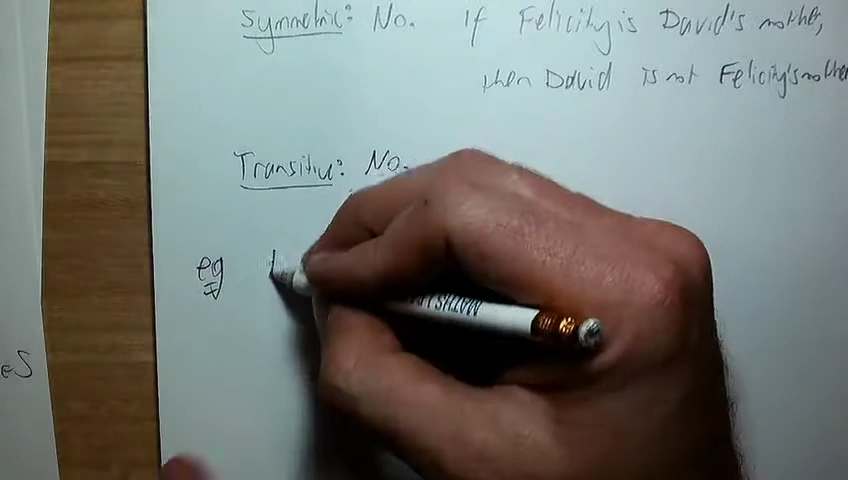 Symmetric: No. If Felicity is David's mother,
then David is not Felicity's mother
Transitive: No.
eg
∈S